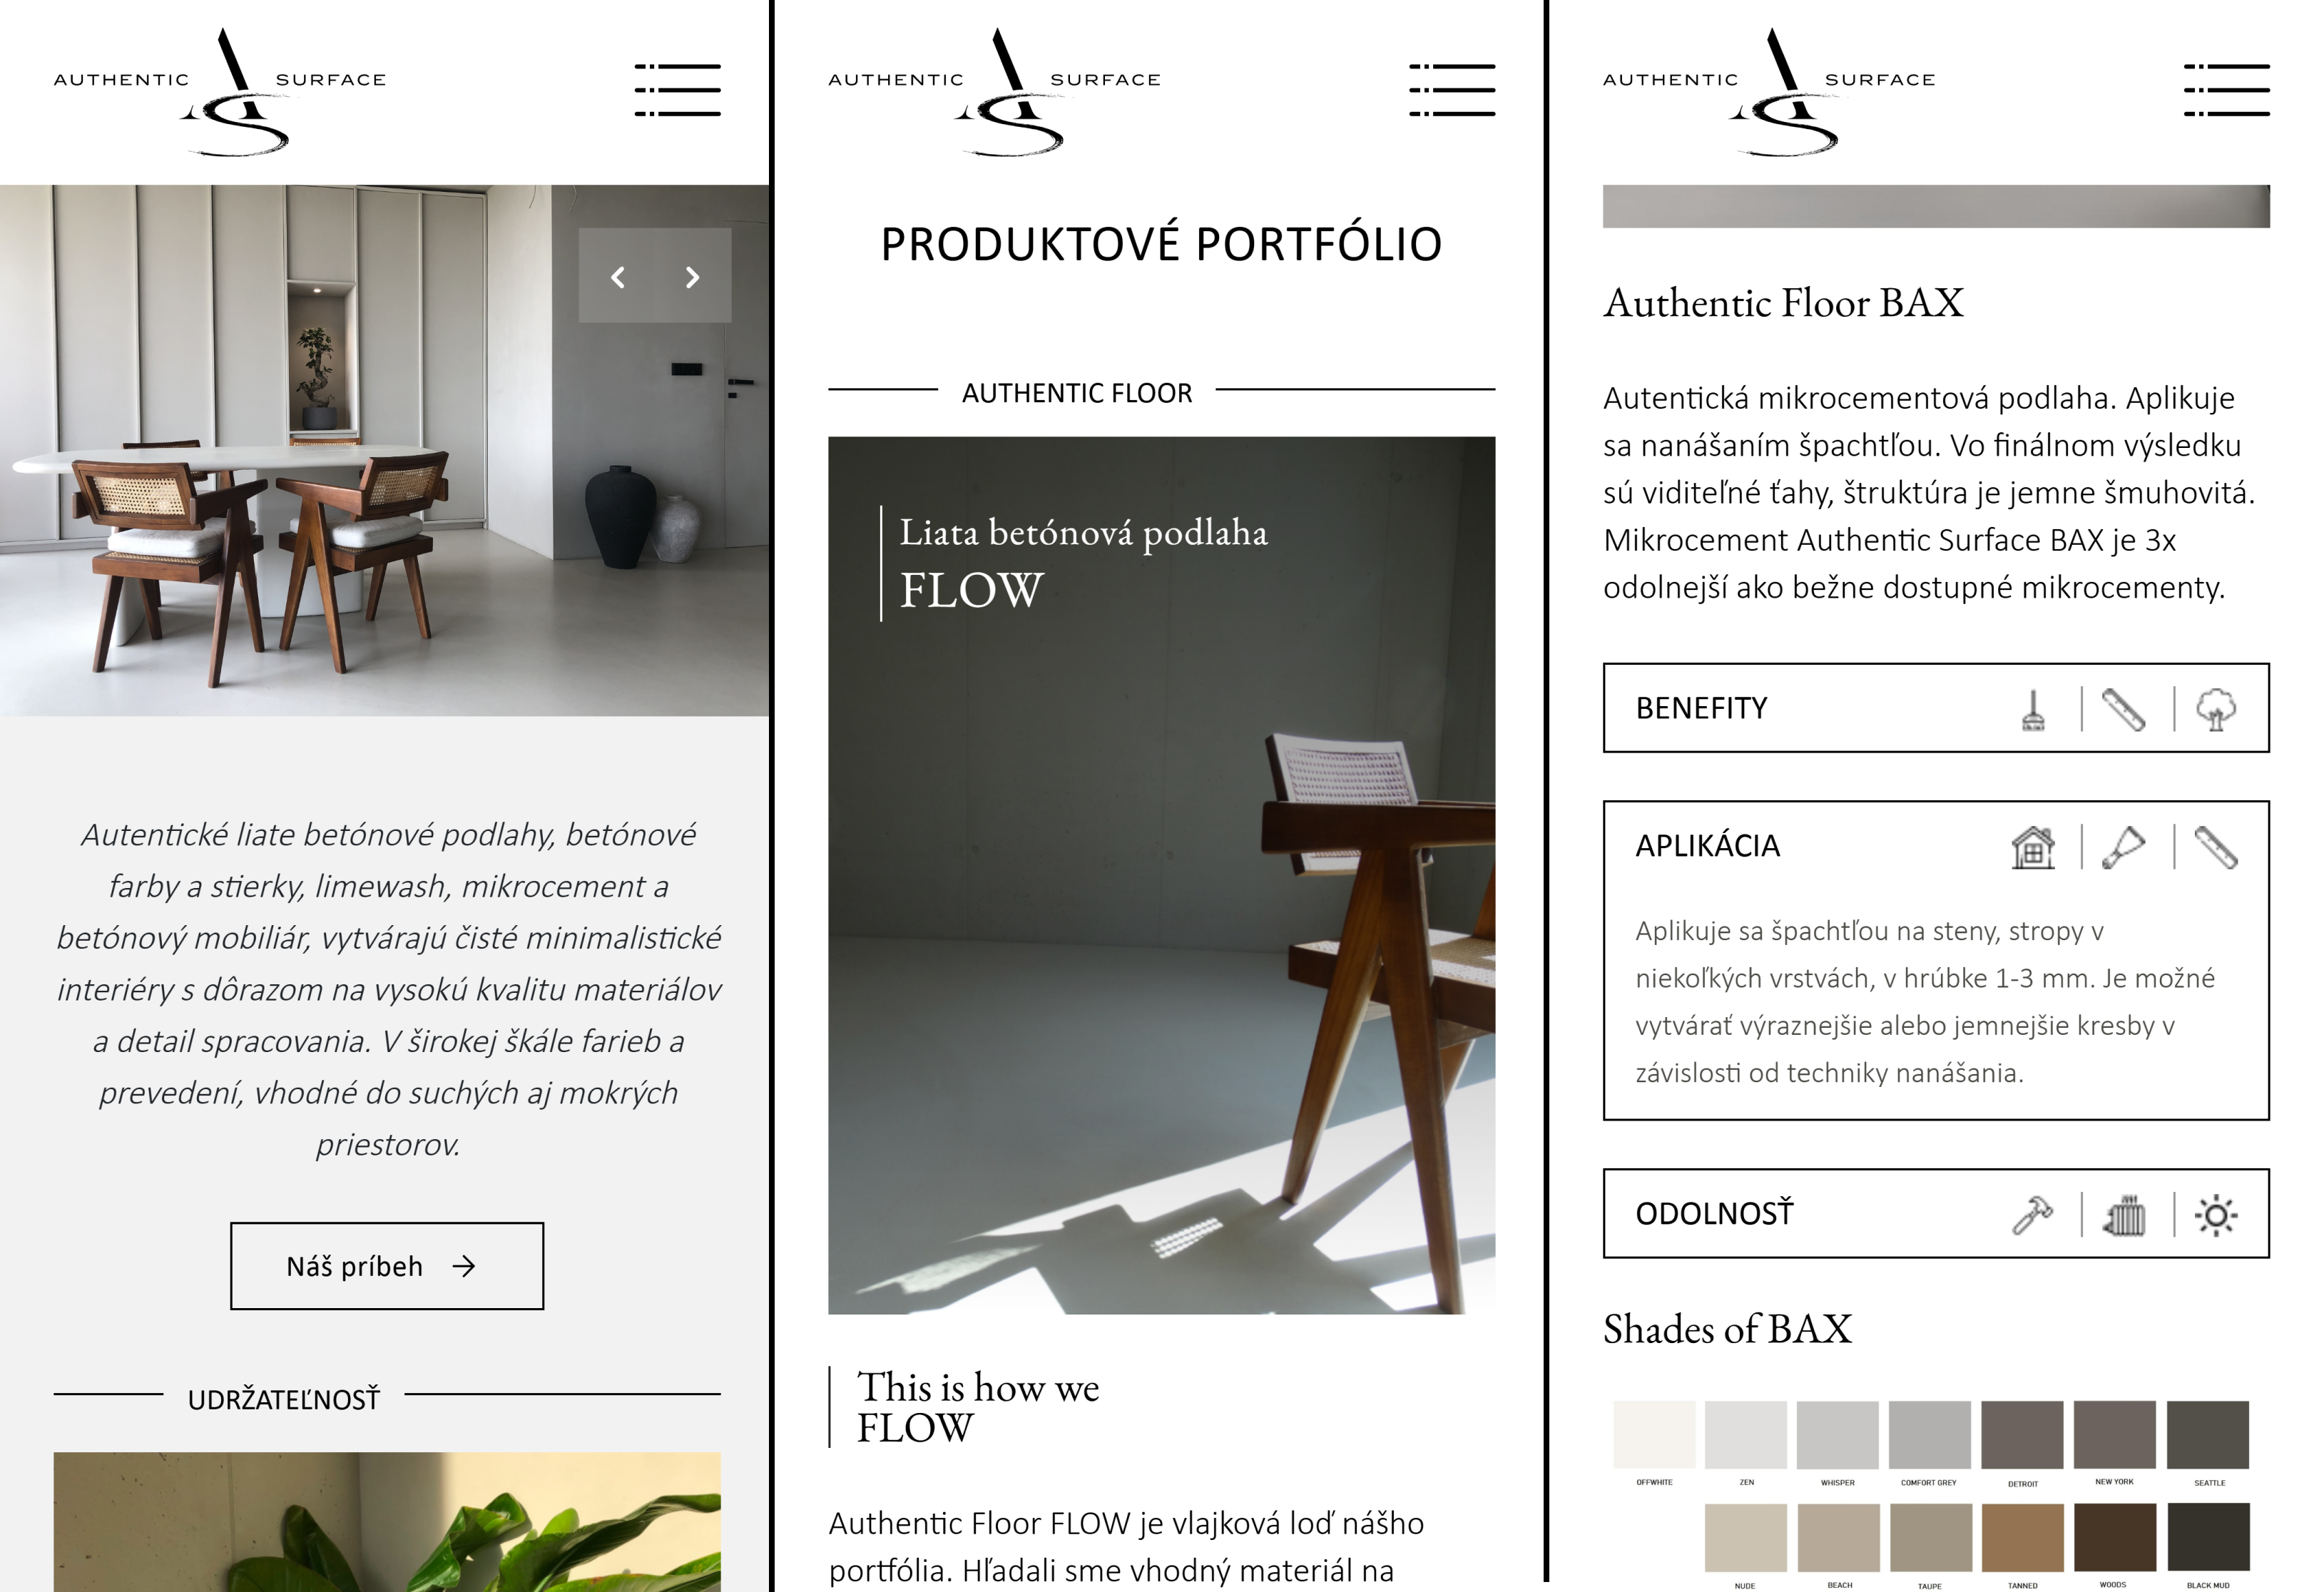 AUTHENTIC SURFACE
Autentické liate betónové podlahy, betónové
farby a stierky, limewash, mikrocement a
betónový mobiliár, vytvárajú čisté minimalistické
interiéry s dôrazom na vysokú kvalitu materiálov
a detail spracovania. V širokej škále farieb a
prevedení, vhodné do suchých aj mokrých
priestorov.
Náš príbeh
UDRŽATEĽNOSŤ
AUTHENTIC SURFACE
PRODUKTOVÉ PORTFÓLIO
AUTHENTIC FLOOR
Liata betónová podlaha
FLOW
This is how we
FLOW
Authentic Floor FLOW je vlajková loď nášho
portfólia. Hľadali sme vhodný materiál na
AUTHENTIC SURFACE
Authentic Floor BAX
Autentická mikrocementová podlaha. Aplikuje
sa nanášaním špachtľou. Vo finálnom výsledku
sú viditeľné ťahy, štruktúra je jemne šmuhovitá.
Mikrocement Authentic Surface BAX je 3x
odolnejší ako bežne dostupné mikrocementy.
BENEFITY
APLIKÁCIA
Aplikuje sa špachtľou na steny, stropy v
niekoľkých vrstvách, v hrúbke 1-3 mm. Je možné
vytvárať výraznejšie alebo jemnejšie kresby v
závislosti od techniky nanášania.
ODOLNOSŤ
Shades of BAX
OFFWHITE ZEN WHISPER COMFORT GREY DETROIT NEW YORK SEATTLE
NUDE BEACH TAUPE TANNED WOODS BLACK MUD